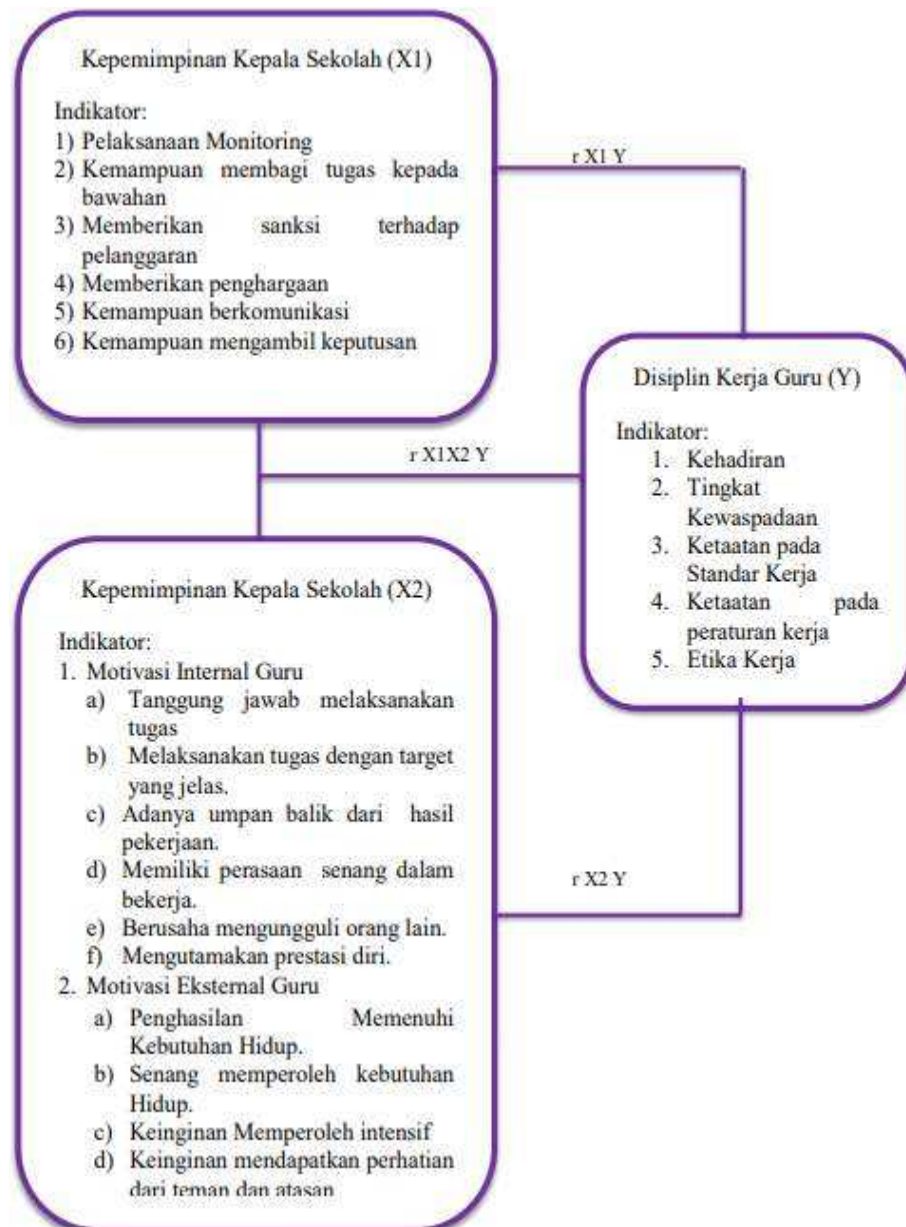 Kepemimpinan Kepala Sekolah (X1)
Indikator:
1) Pelaksanaan Monitoring
2) Kemampuan membagi tugas kepada
bawahan
3) Memberikan sanksi terhadap
pelanggaran
4) Memberikan penghargaan
5) Kemampuan berkomunikasi
6) Kemampuan mengambil keputusan
r X1 Y
Disiplin Kerja Guru (Y)
Indikator:
1. Kehadiran
2. Tingkat
Kewaspadaan
3. Ketaatan pada
Standar Kerja
4. Ketaatan pada
peraturan kerja
5. Etika Kerja
r X1X2 Y
Kepemimpinan Kepala Sekolah (X2)
Indikator:
1. Motivasi Internal Guru
a) Tanggung jawab melaksanakan
tugas
b) Melaksanakan tugas dengan target
yang jelas.
c) Adanya umpan balik dari hasil
pekerjaan.
d) Memiliki perasaan senang dalam
bekerja.
e) Berusaha mengungguli orang lain.
f) Mengutamakan prestasi diri.
2. Motivasi Eksternal Guru
a) Penghasilan Memenuhi
Kebutuhan Hidup.
b) Senang memperoleh kebutuhan
Hidup.
c) Keinginan Memperoleh intensif
d) Keinginan mendapatkan perhatian
dari teman dan atasan
r X2 Y